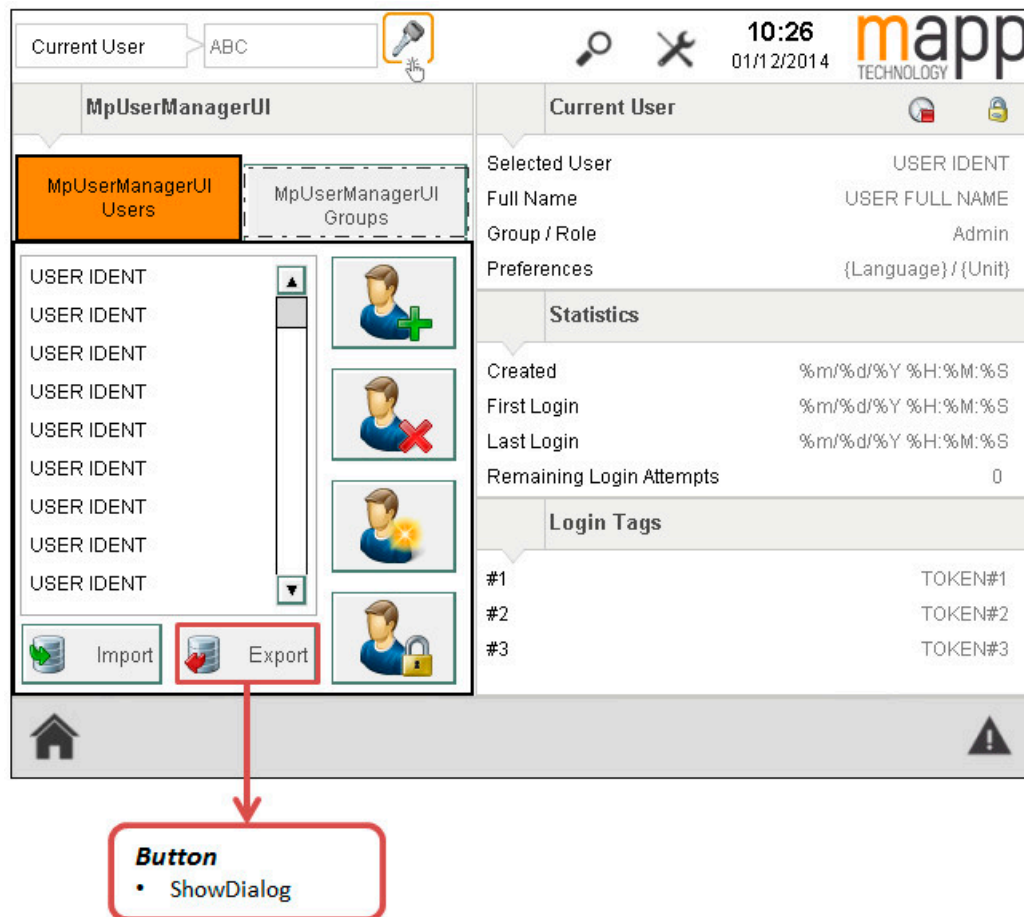 Current User
ABC
10:26
01/12/2014
mapp
TECHNOLOGY
MpUserManagerUI
Current User
MpUserManagerUI
Users
MpUserManagerUI
Groups
Selected User USER IDENT
Full Name USER FULL NAME
Group / Role Admin
Preferences {Language} / {Unit}
USER IDENT
USER IDENT
USER IDENT
USER IDENT
USER IDENT
USER IDENT
USER IDENT
USER IDENT
USER IDENT
Import
Export
Statistics
Created %m/%d/%Y %H:%M:%S
First Login %m/%d/%Y %H:%M:%S
Last Login %m/%d/%Y %H:%M:%S
Remaining Login Attempts 0
Login Tags
#1 TOKEN#1
#2 TOKEN#2
#3 TOKEN#3
Button
• ShowDialog